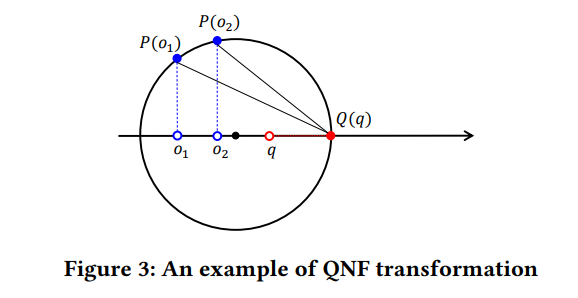 P(o₂)
P(o₁)
Q(q)
o₁ o₂ q
Figure 3: An example of QNF transformation